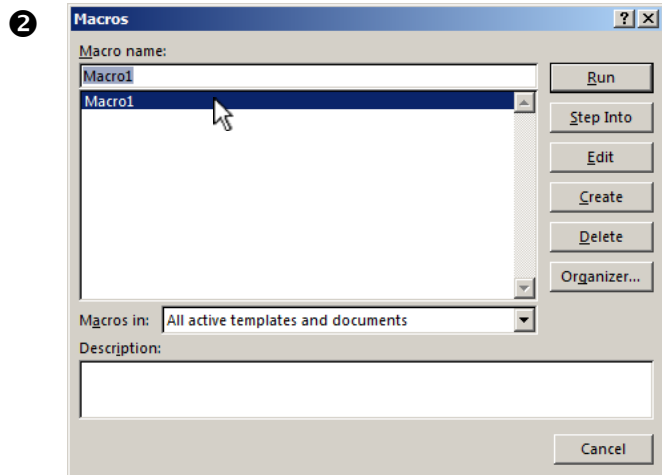 ❷
Macros
Macro name:
Macro1
Run
Macro1
Step Into
Edit
Create
Delete
Organizer...
Macros in: All active templates and documents
Description:
Cancel